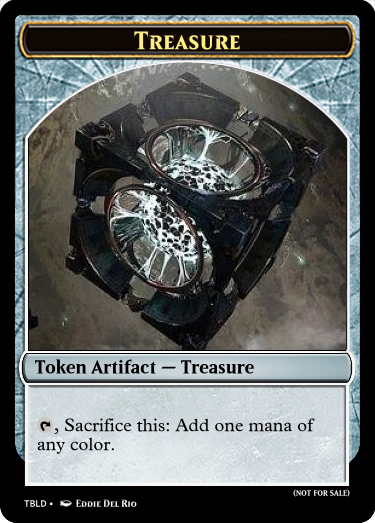 Treasure
Token Artifact — Treasure
, Sacrifice this: Add one mana of
any color.
(NOT FOR SALE)
TBLD • Eddie Del Rio